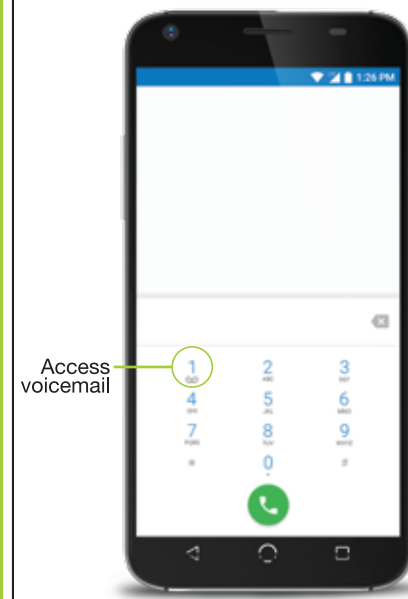 1:26 PM
Access
voicemail
1 2 3
ABC DEF
4 5 6
GHI JKL MNO
7 8 9
PQRS TUV WXYZ
* 0 #
+